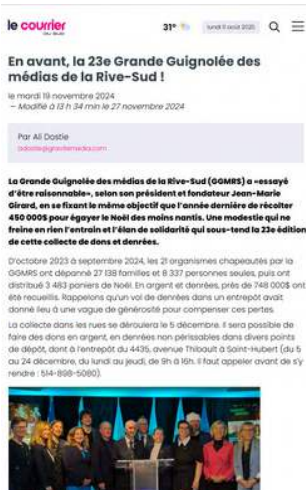 le courrier
DU SUD
31°
lundi 11 août 2025
En avant, la 23e Grande Guignolée des
médias de la Rive-Sud !
le mardi 19 novembre 2024
– Modifié à 13 h 34 min le 27 novembre 2024
Par Ali Dostie
adostie@gravitemedia.com
La Grande Guignolée des médias de la Rive-Sud (GGMRS) a «essayé
d'être raisonnable», selon son président et fondateur Jean-Marie
Girard, en se fixant le même objectif que l'année dernière de récolter
450 000$ pour égayer le Noël des moins nantis. Une modestie qui ne
freine en rien l'entrain et l'élan de solidarité qui sous-tend la 23e édition
de cette collecte de dons et denrées.
D'octobre 2023 à septembre 2024, les 21 organismes chapeautés par la
GGMRS ont dépanné 27 138 familles et 8 337 personnes seules, puis ont
distribué 3 483 paniers de Noël. En argent et denrées, près de 748 000$ ont
été recueillis. Rappelons qu'un vol de denrées dans un entrepôt avait
donné lieu à une vague de générosité pour compenser ces pertes.
La collecte dans les rues se déroulera le 5 décembre. Il sera possible de
faire des dons en argent, en denrées non périssables dans divers points
de dépôt, dont à l'entrepôt du 4435, avenue Thibault à Saint-Hubert (du 5
au 24 décembre, du lundi au jeudi, de 9h à 16h. Il faut appeler avant de s'y
rendre : 514-898-5080).